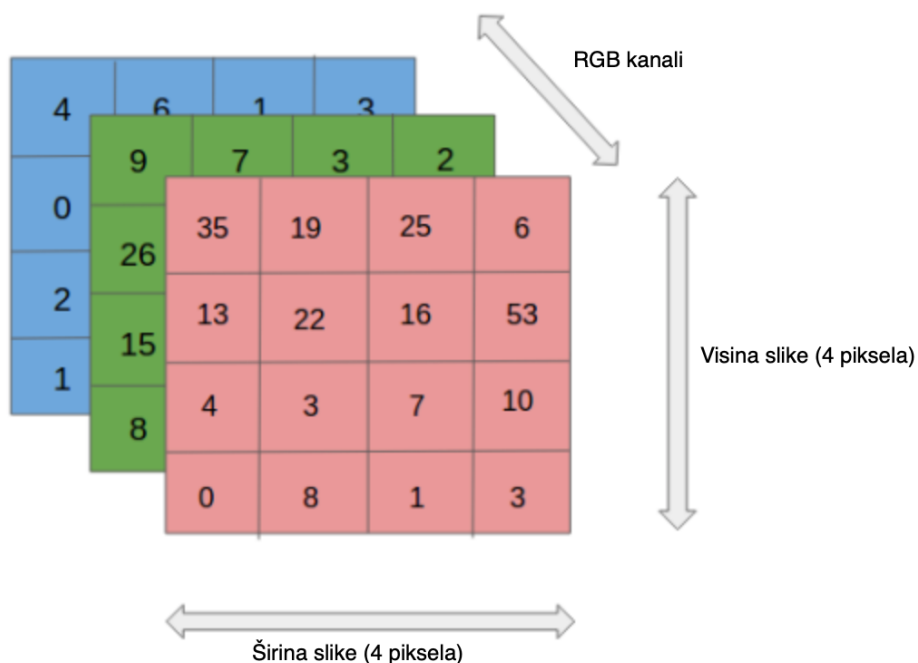 RGB kanali
4 6 1 3
9 7 3 2
0
35 19 25 6
26
13 22 16 53
2
15
4 3 7 10
1
8
0 8 1 3
Visina slike (4 piksela)
Širina slike (4 piksela)